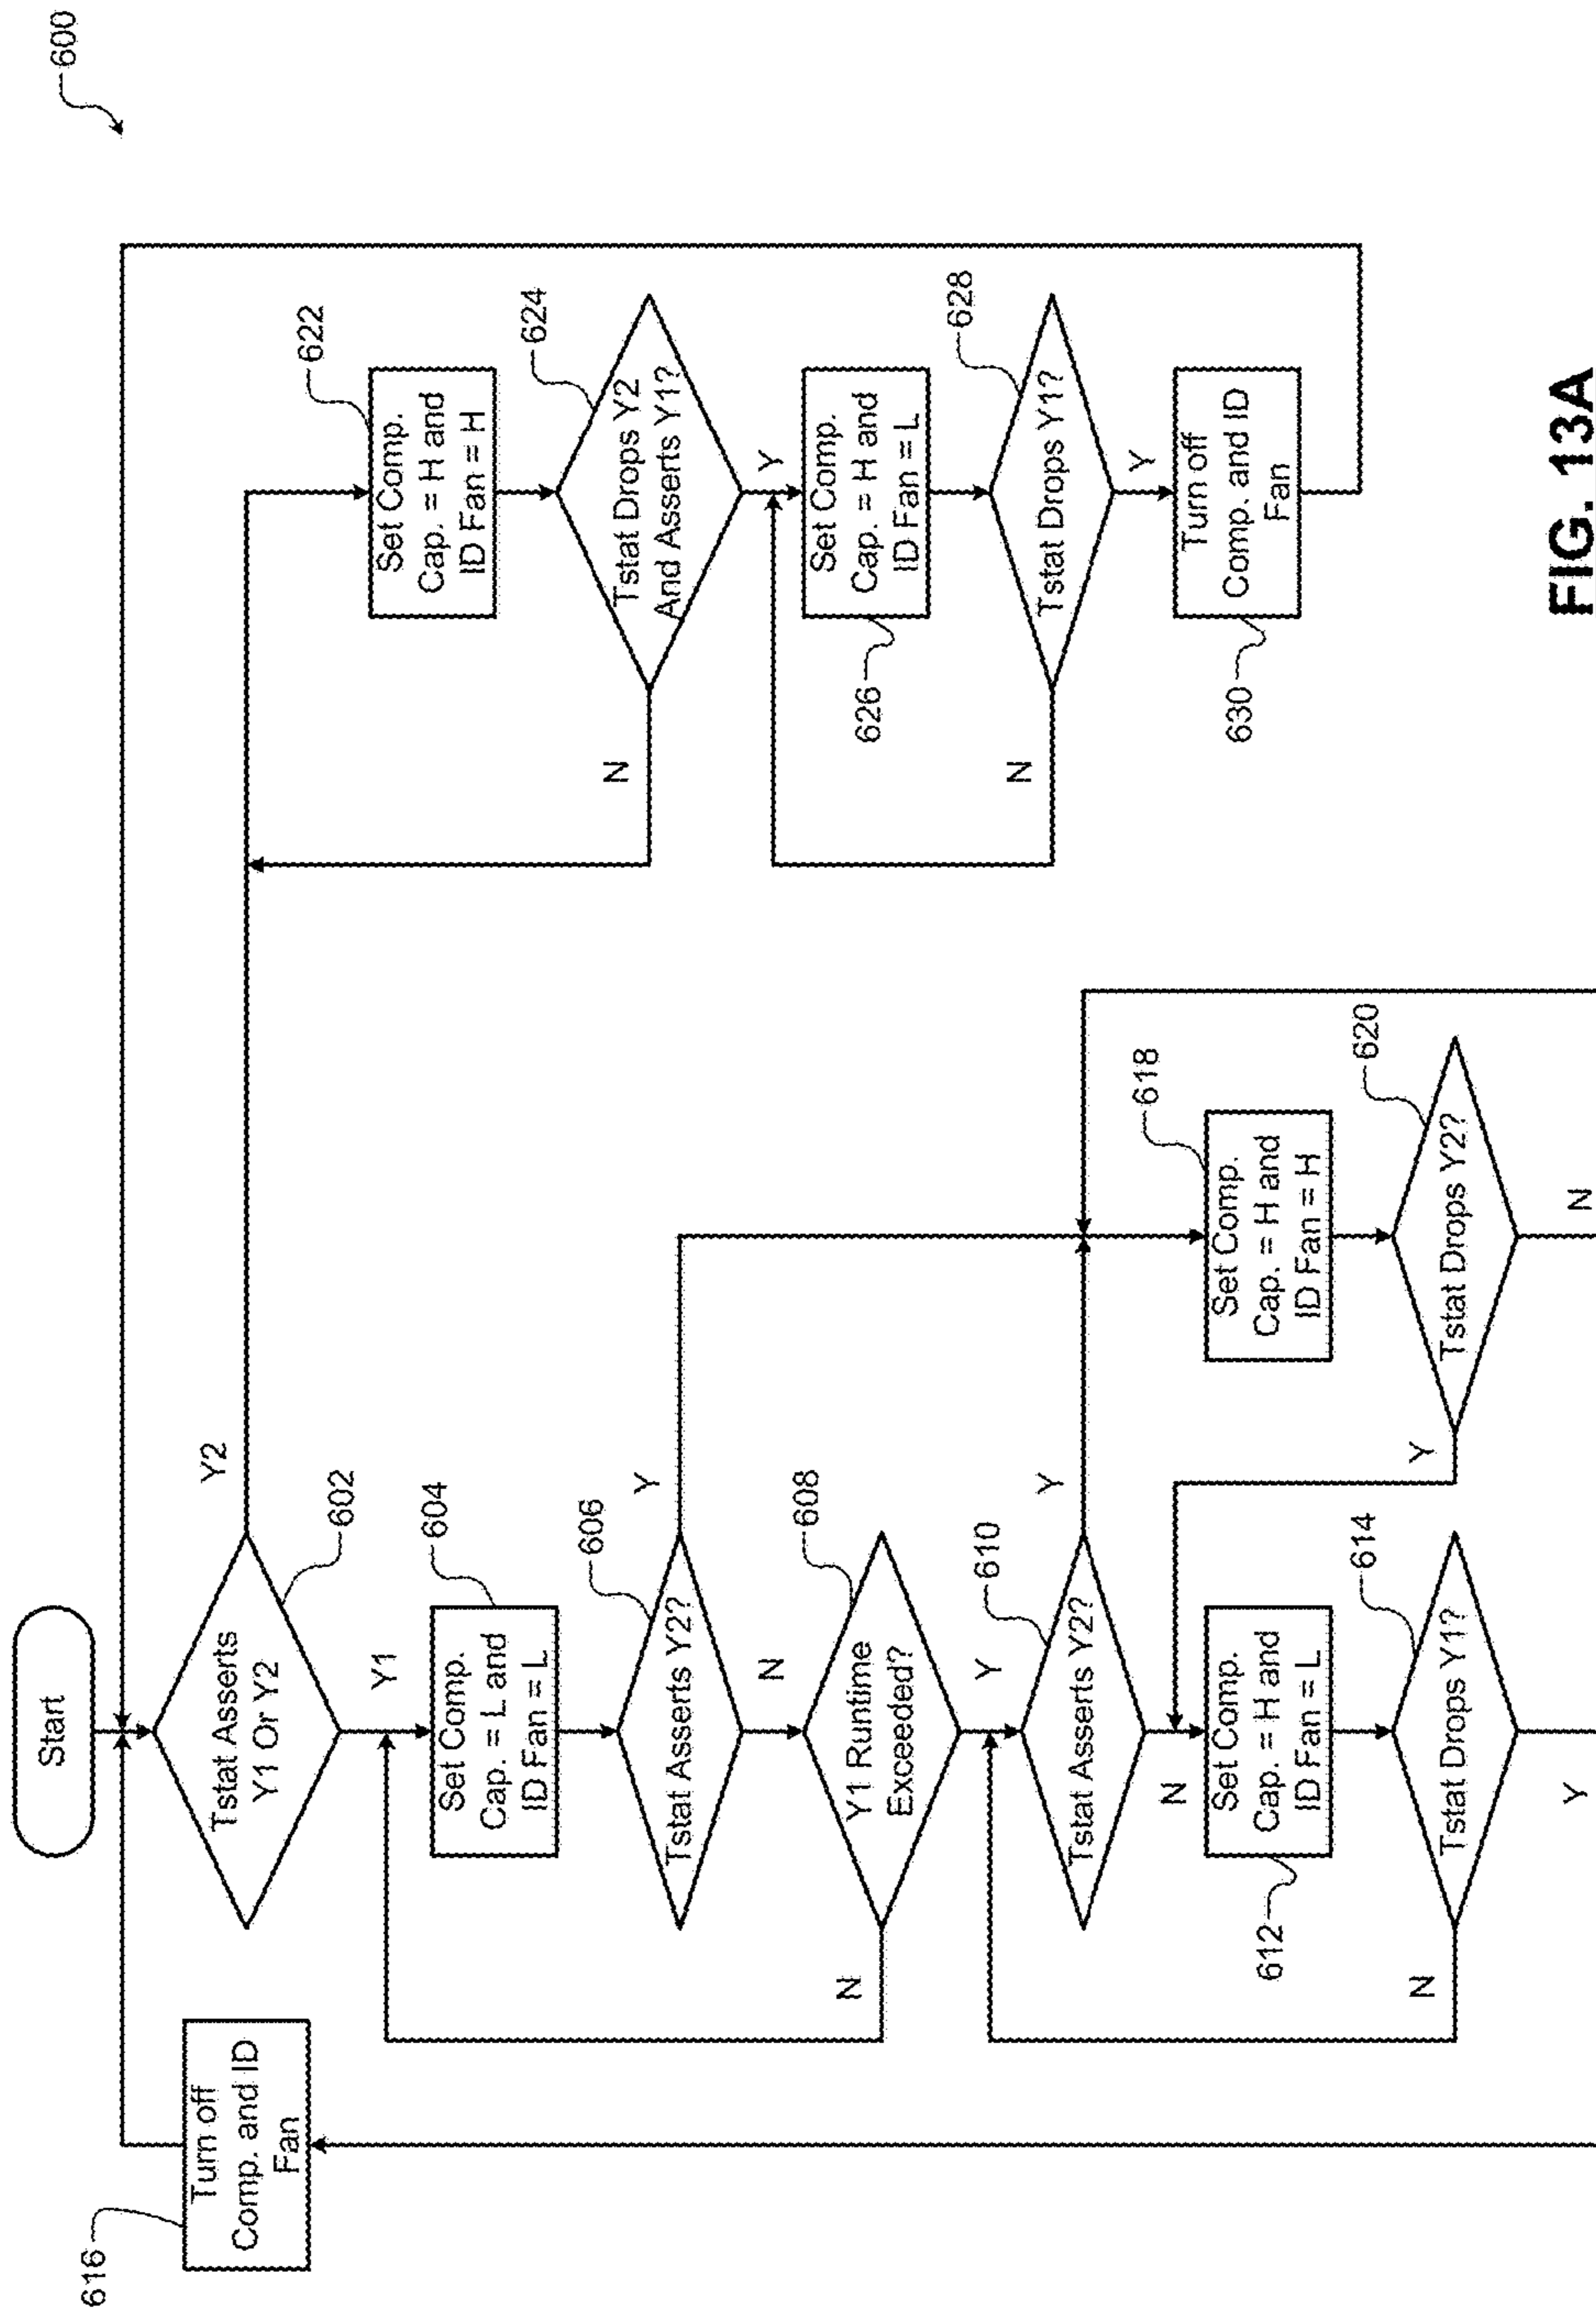 600
Start
616
Turn off
Comp. and ID
Fan
Tstat Asserts
Y1 Or Y2
602
Y2
Y1
Set Comp.
Cap. = L and
ID Fan = L
604
Tstat Asserts Y2?
606
Y
N
Y1 Runtime
Exceeded?
608
N
Y
Tstat Asserts Y2?
610
Y
N
Set Comp.
Cap. = H and
ID Fan = L
612
Tstat Drops Y1?
614
N
Y
Set Comp.
Cap. = H and
ID Fan = H
618
Tstat Drops Y2?
620
Y
N
Set Comp.
Cap. = H and
ID Fan = H
622
Tstat Drops Y2
And Asserts Y1?
624
N
Y
Set Comp.
Cap. = H and
ID Fan = L
626
Tstat Drops Y1?
628
N
Y
Turn off
Comp. and ID
Fan
630
FIG. 13A